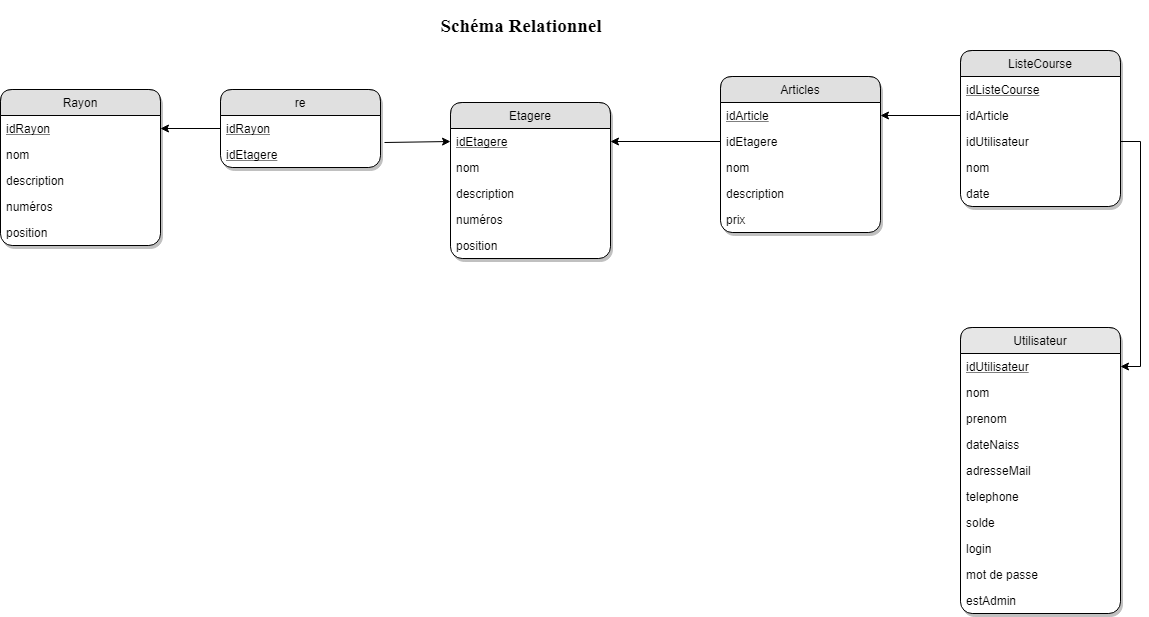 Schéma Relationnel
Rayon
idRayon
nom
description
numéros
position
re
idRayon
idEtagere
Etagere
idEtagere
nom
description
numéros
position
Articles
idArticle
idEtagere
nom
description
prix
ListeCourse
idListeCourse
idArticle
idUtilisateur
nom
date
Utilisateur
idUtilisateur
nom
prenom
dateNaiss
adresseMail
telephone
solde
login
mot de passe
estAdmin